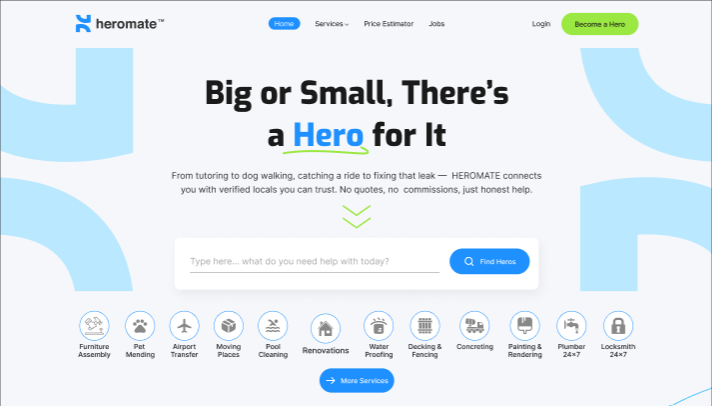 heromate™
Home
Services
Price Estimator
Jobs
Login
Become a Hero
Big or Small, There's
a Hero for It
From tutoring to dog walking, catching a ride to fixing that leak — HEROMATE connects
you with verified locals you can trust. No quotes, no commissions, just honest help.
Type here... what do you need help with today?
Find Heros
Furniture
Assembly
Pet
Mending
Airport
Transfer
Moving
Places
Pool
Cleaning
Renovations
Water
Proofing
Decking &
Fencing
Concreting
Painting &
Rendering
Plumber
24×7
Locksmith
24×7
More Services